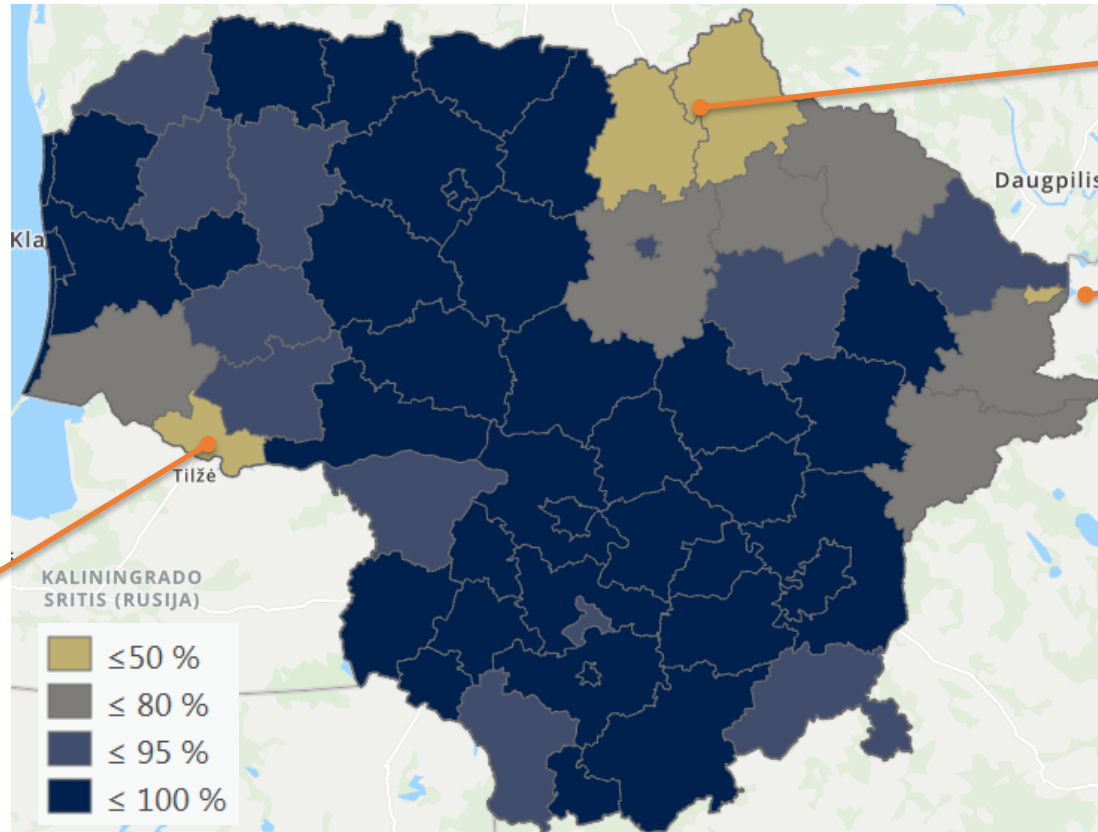 Daugpilis
Kla
Tilžė
KALININGRADO
SRITIS (RUSIJA)
≤50 %
≤ 80 %
≤ 95 %
≤ 100 %